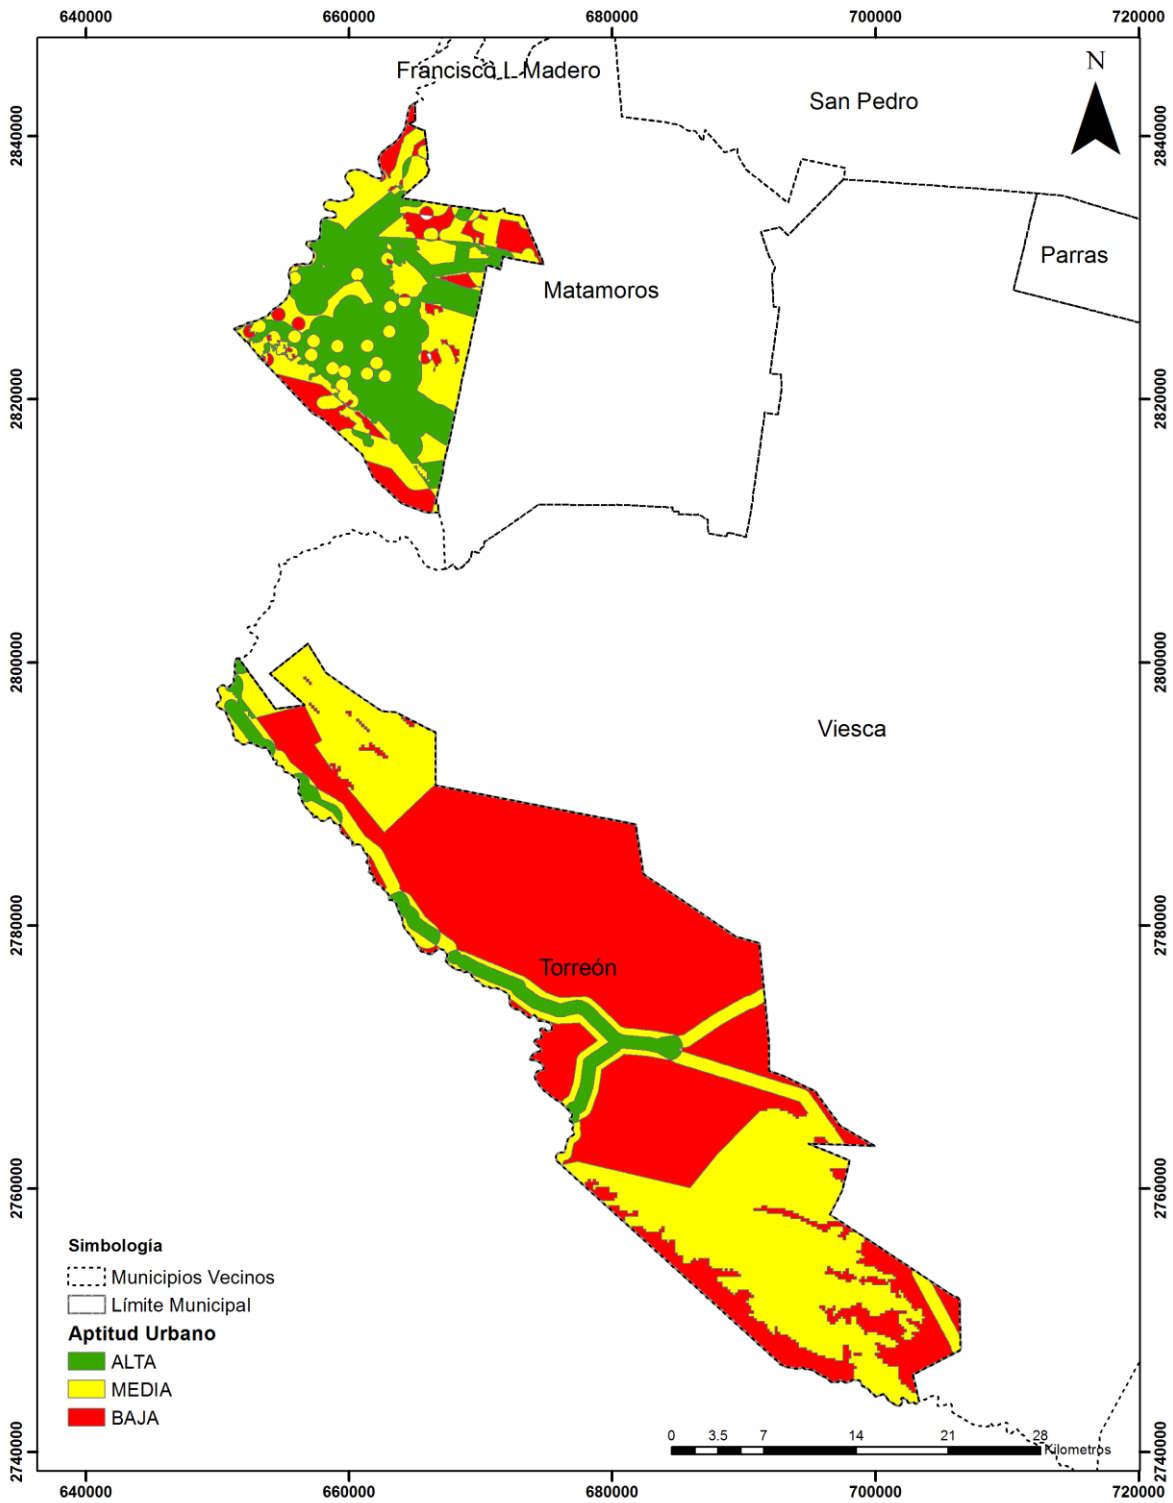 640000 660000 680000 700000 720000
Francisco I. Madero
N
San Pedro
2840000 2840000
Parras
Matamoros
2820000 2820000
2800000 2800000
Viesca
2780000 2780000
Torreón
2760000 2760000
Simbología
Municipios Vecinos
Límite Municipal
Aptitud Urbano
ALTA
MEDIA
BAJA
0 3.5 7 14 21 28
Kilometros
2740000 2740000
640000 660000 680000 700000 720000